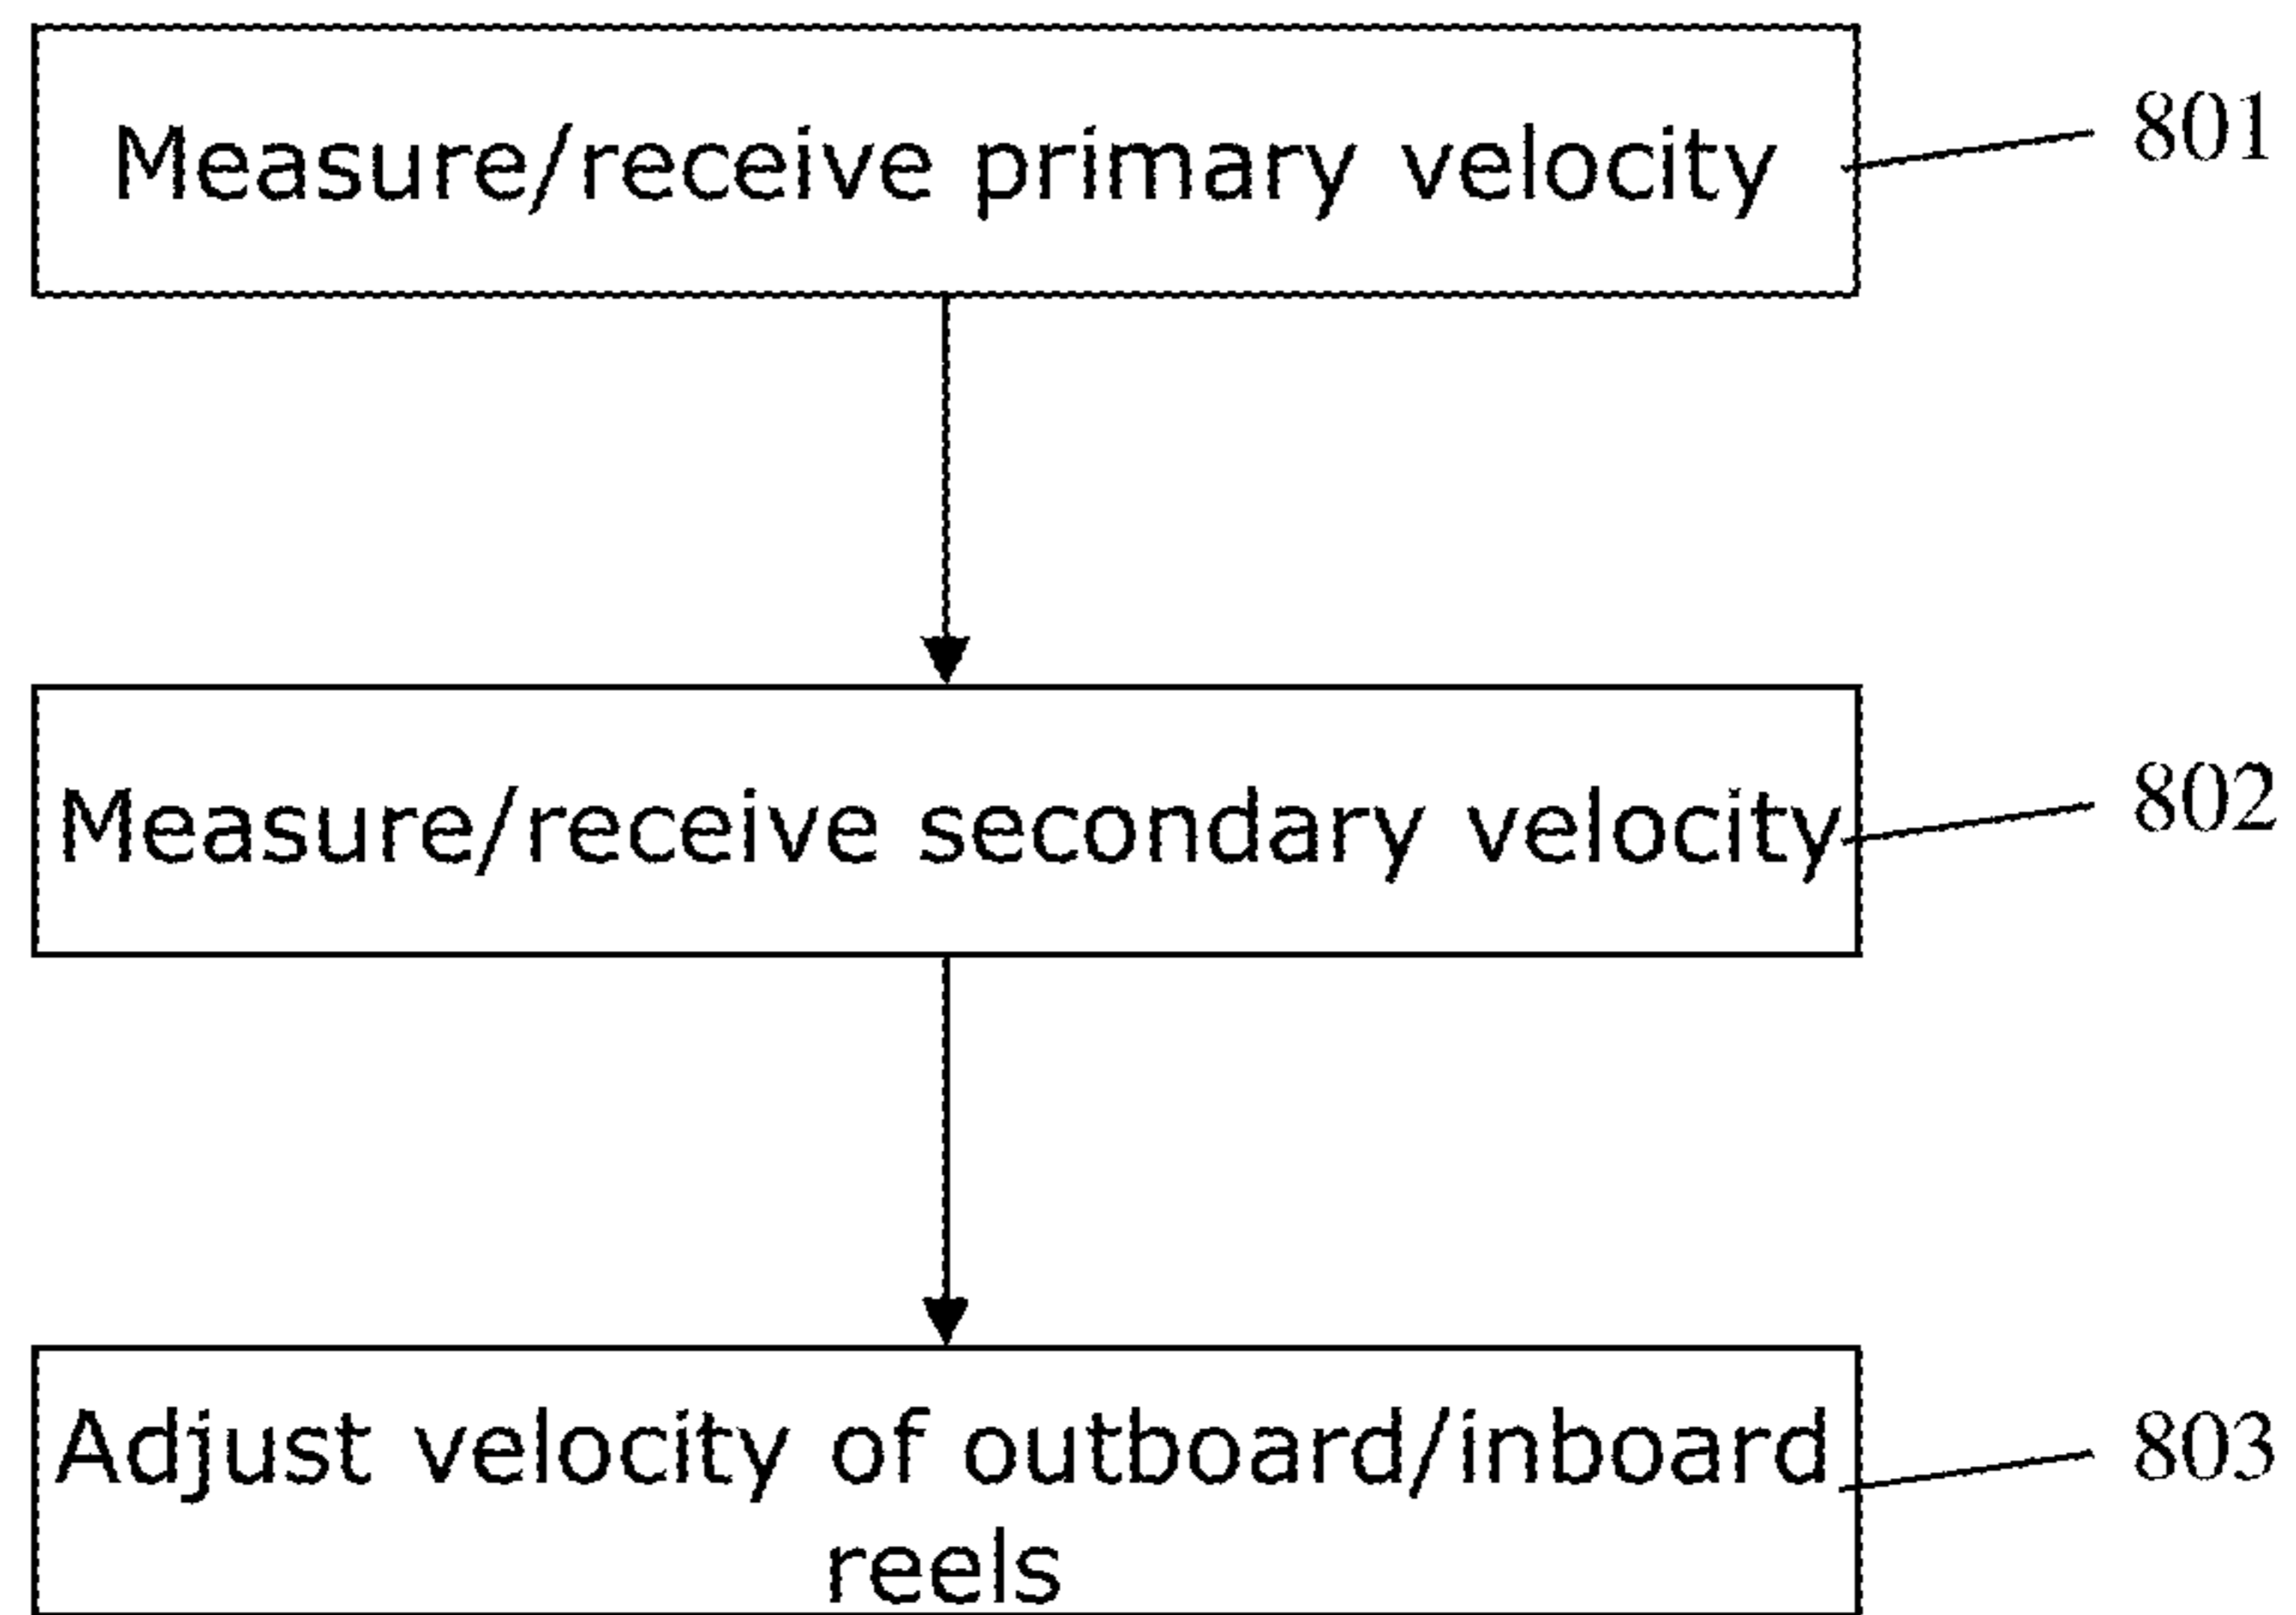 Measure/receive primary velocity
801
Measure/receive secondary velocity
802
Adjust velocity of outboard/inboard
reels
803